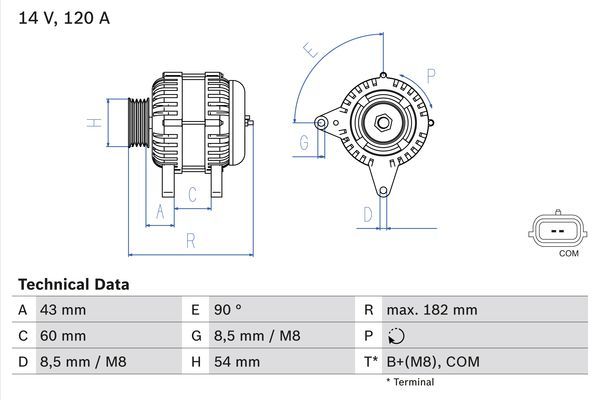 14 V, 120 A
E
P
H
G
C
A
D
R
COM
Technical Data
A 43 mm E 90 ° R max. 182 mm
C 60 mm G 8,5 mm / M8 P
D 8,5 mm / M8 H 54 mm T* B+(M8), COM
* Terminal